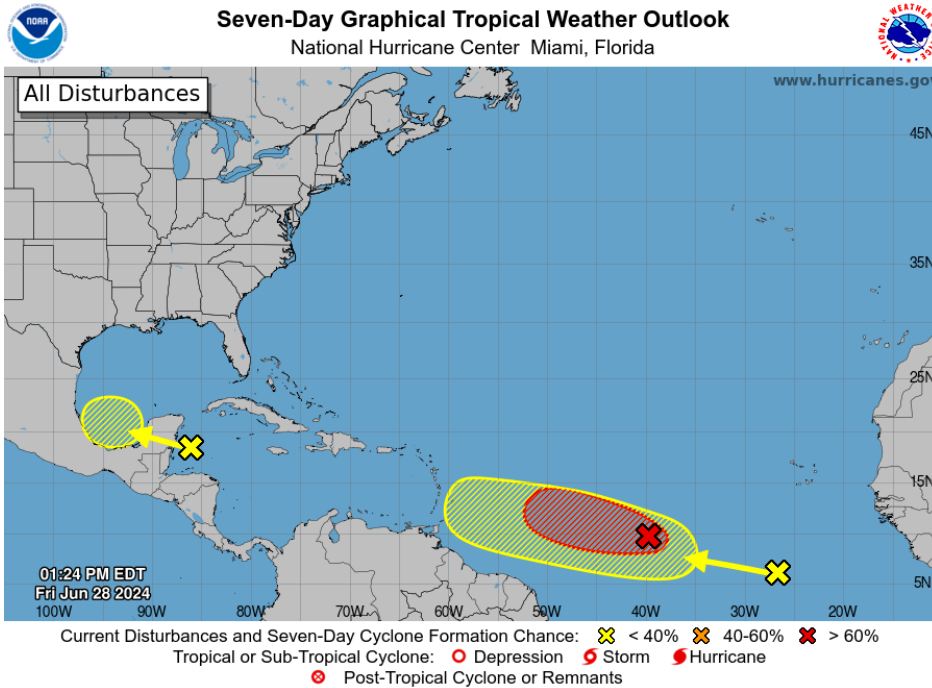 Seven-Day Graphical Tropical Weather Outlook
National Hurricane Center Miami, Florida
NOAA
NATIONAL WEATHER
All Disturbances
www.hurricanes.gov
45N
35N
25N
15N
5N
01:24 PM EDT
Fri Jun 28 2024
100W 90W 80W 70W 60W 50W 40W 30W 20W
Current Disturbances and Seven-Day Cyclone Formation Chance: < 40% 40-60% > 60%
Tropical or Sub-Tropical Cyclone: Depression Storm Hurricane
Post-Tropical Cyclone or Remnants